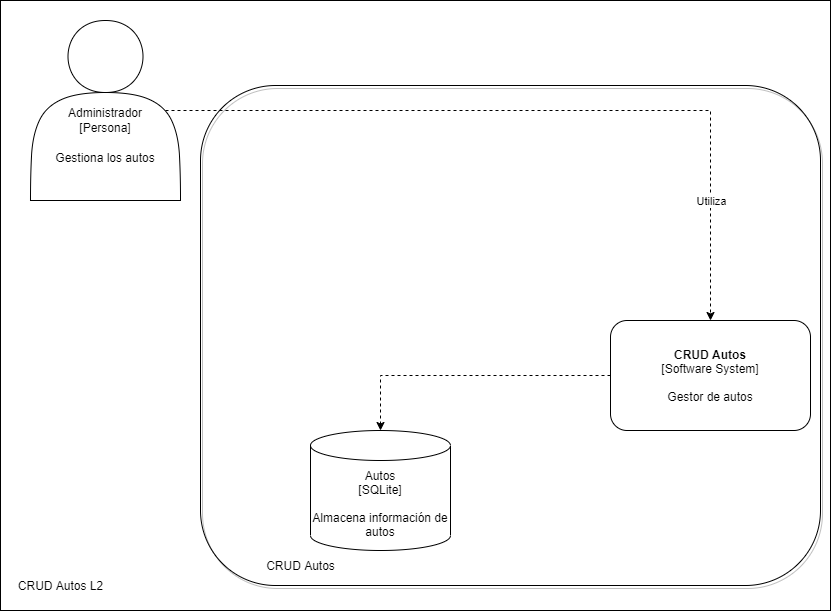 Administrador
[Persona]
Gestiona los autos
Utiliza
CRUD Autos
[Software System]
Gestor de autos
Autos
[SQLite]
Almacena información de
autos
CRUD Autos
CRUD Autos L2